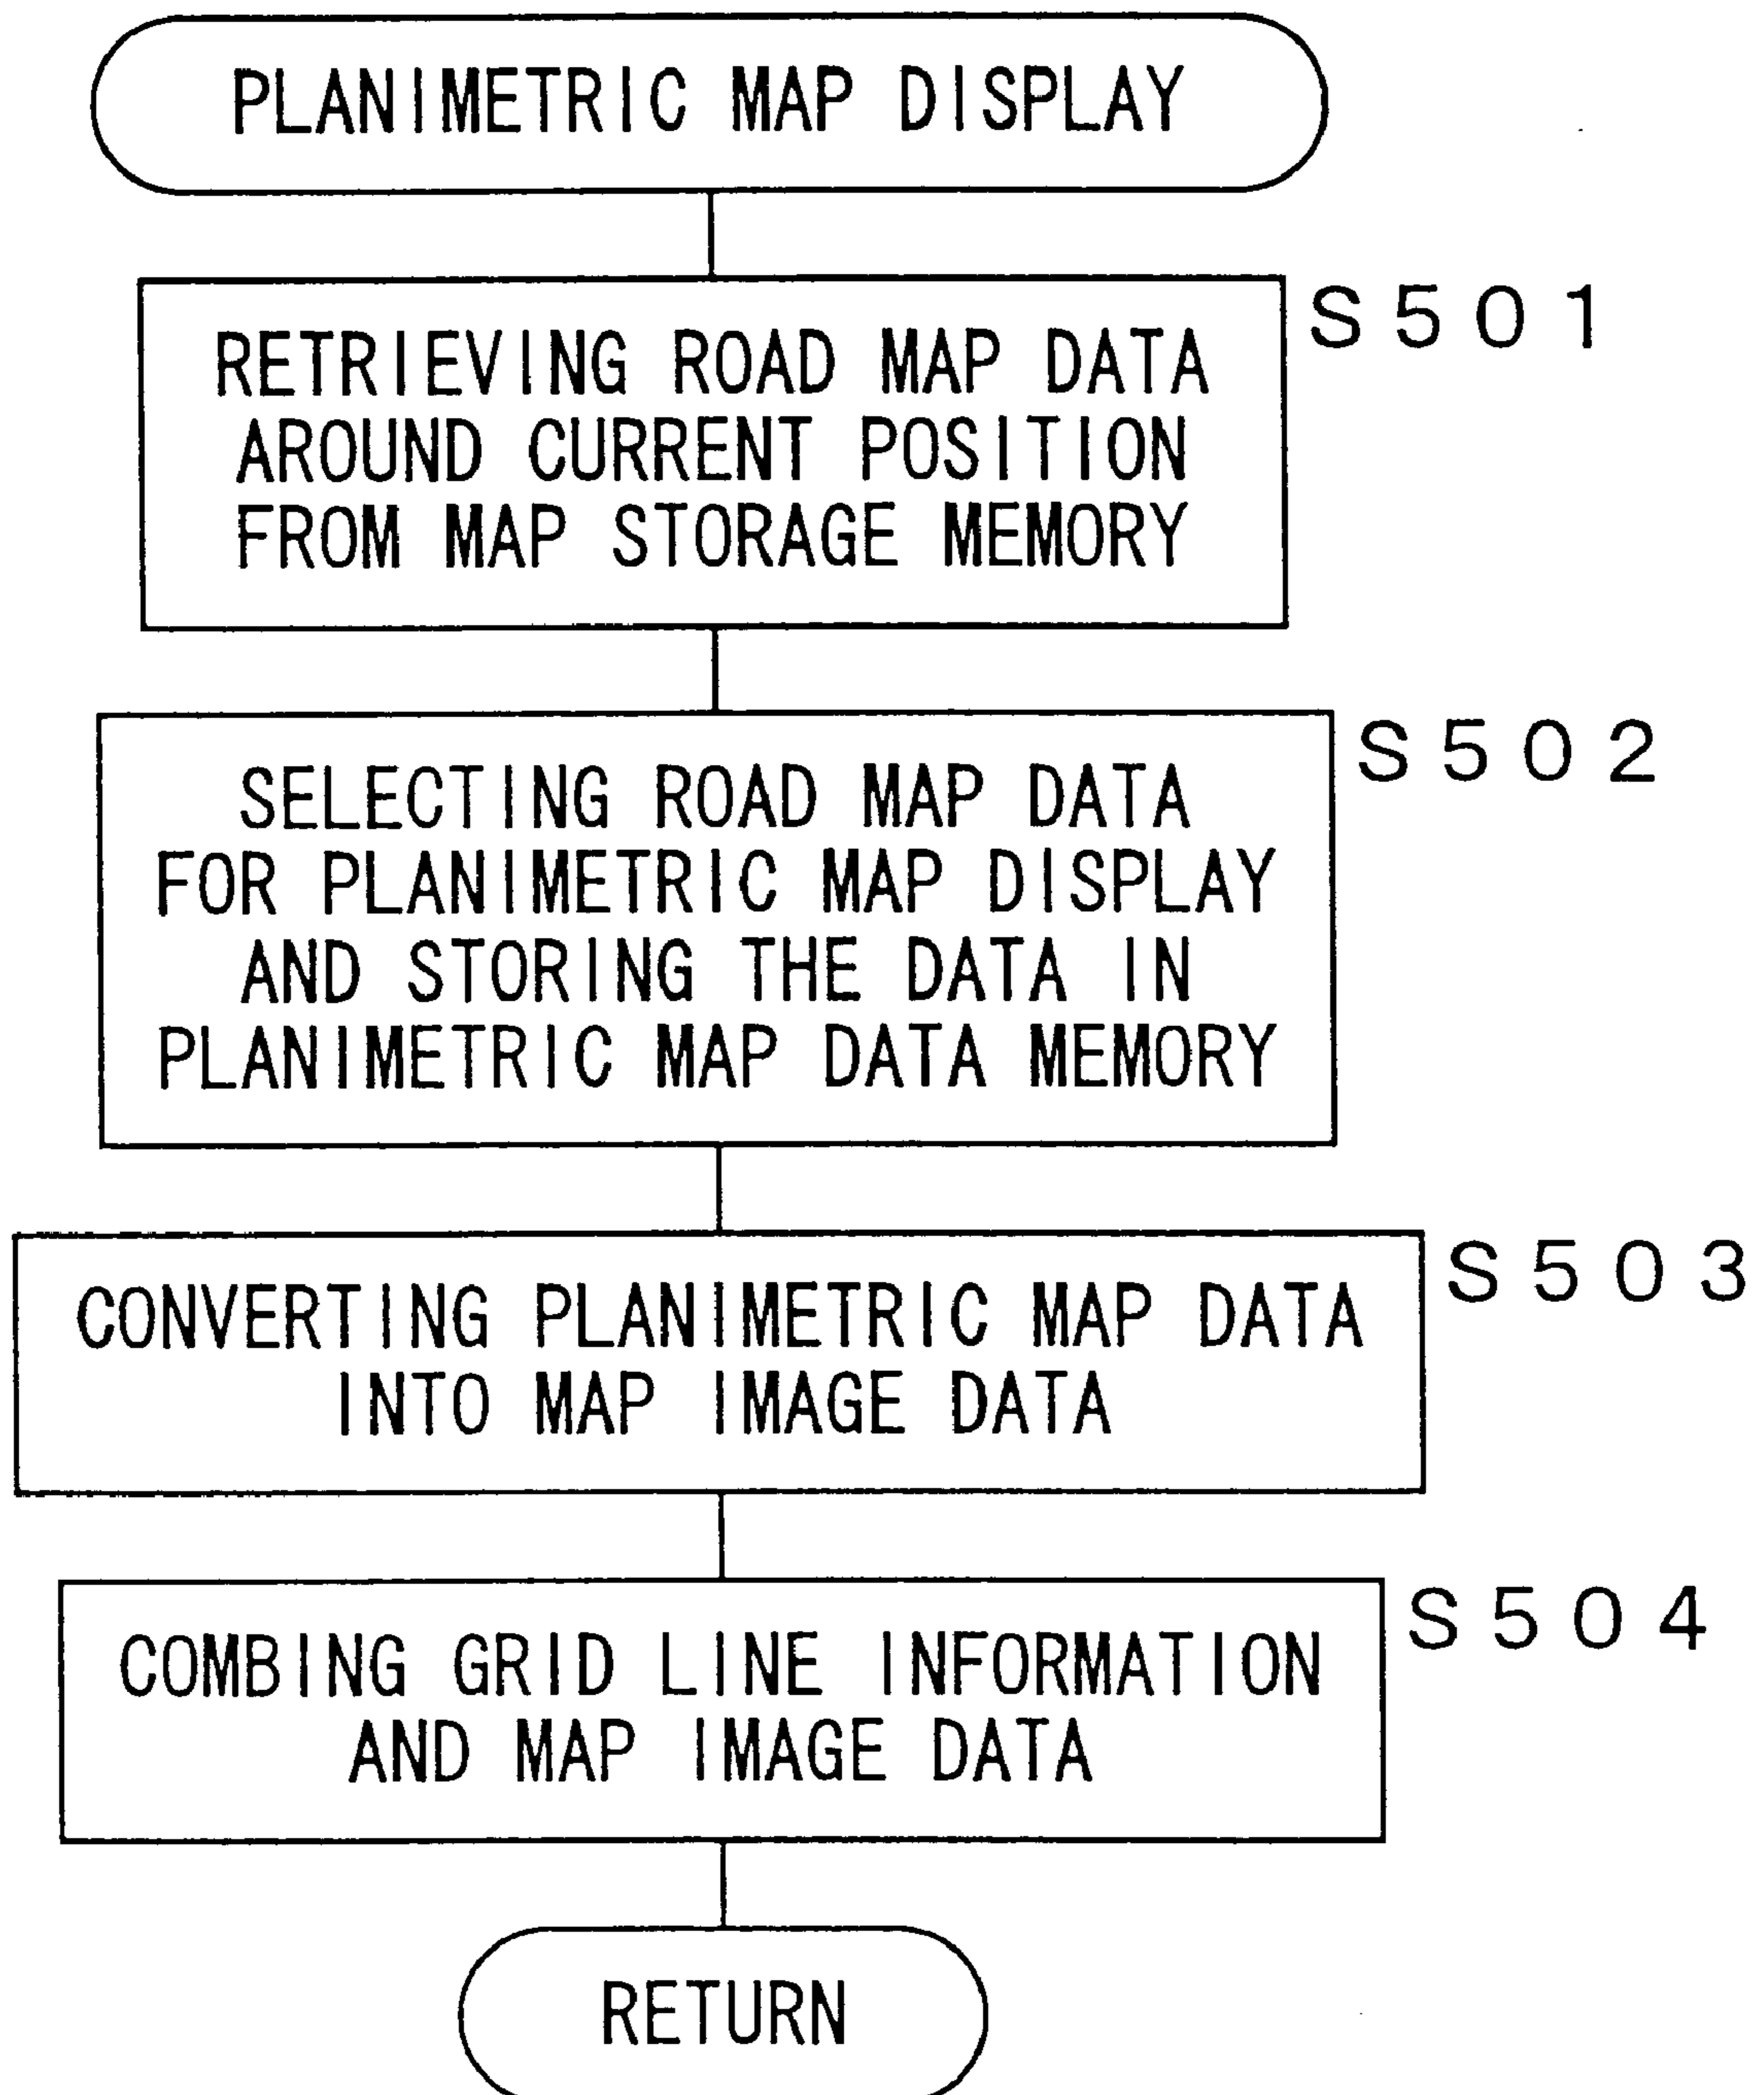 PLANIMETRIC MAP DISPLAY
S501
RETRIEVING ROAD MAP DATA
AROUND CURRENT POSITION
FROM MAP STORAGE MEMORY
S502
SELECTING ROAD MAP DATA
FOR PLANIMETRIC MAP DISPLAY
AND STORING THE DATA IN
PLANIMETRIC MAP DATA MEMORY
S503
CONVERTING PLANIMETRIC MAP DATA
INTO MAP IMAGE DATA
S504
COMBING GRID LINE INFORMATION
AND MAP IMAGE DATA
RETURN